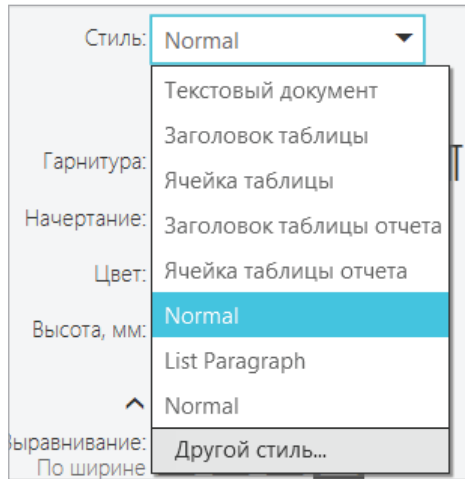 Стиль: Normal
Текстовый документ
Заголовок таблицы
Гарнитура: Ячейка таблицы
Начертание: Заголовок таблицы отчета
Цвет: Ячейка таблицы отчета
Высота, мм: Normal
List Paragraph
Normal
Выравнивание: Другой стиль...
По ширине